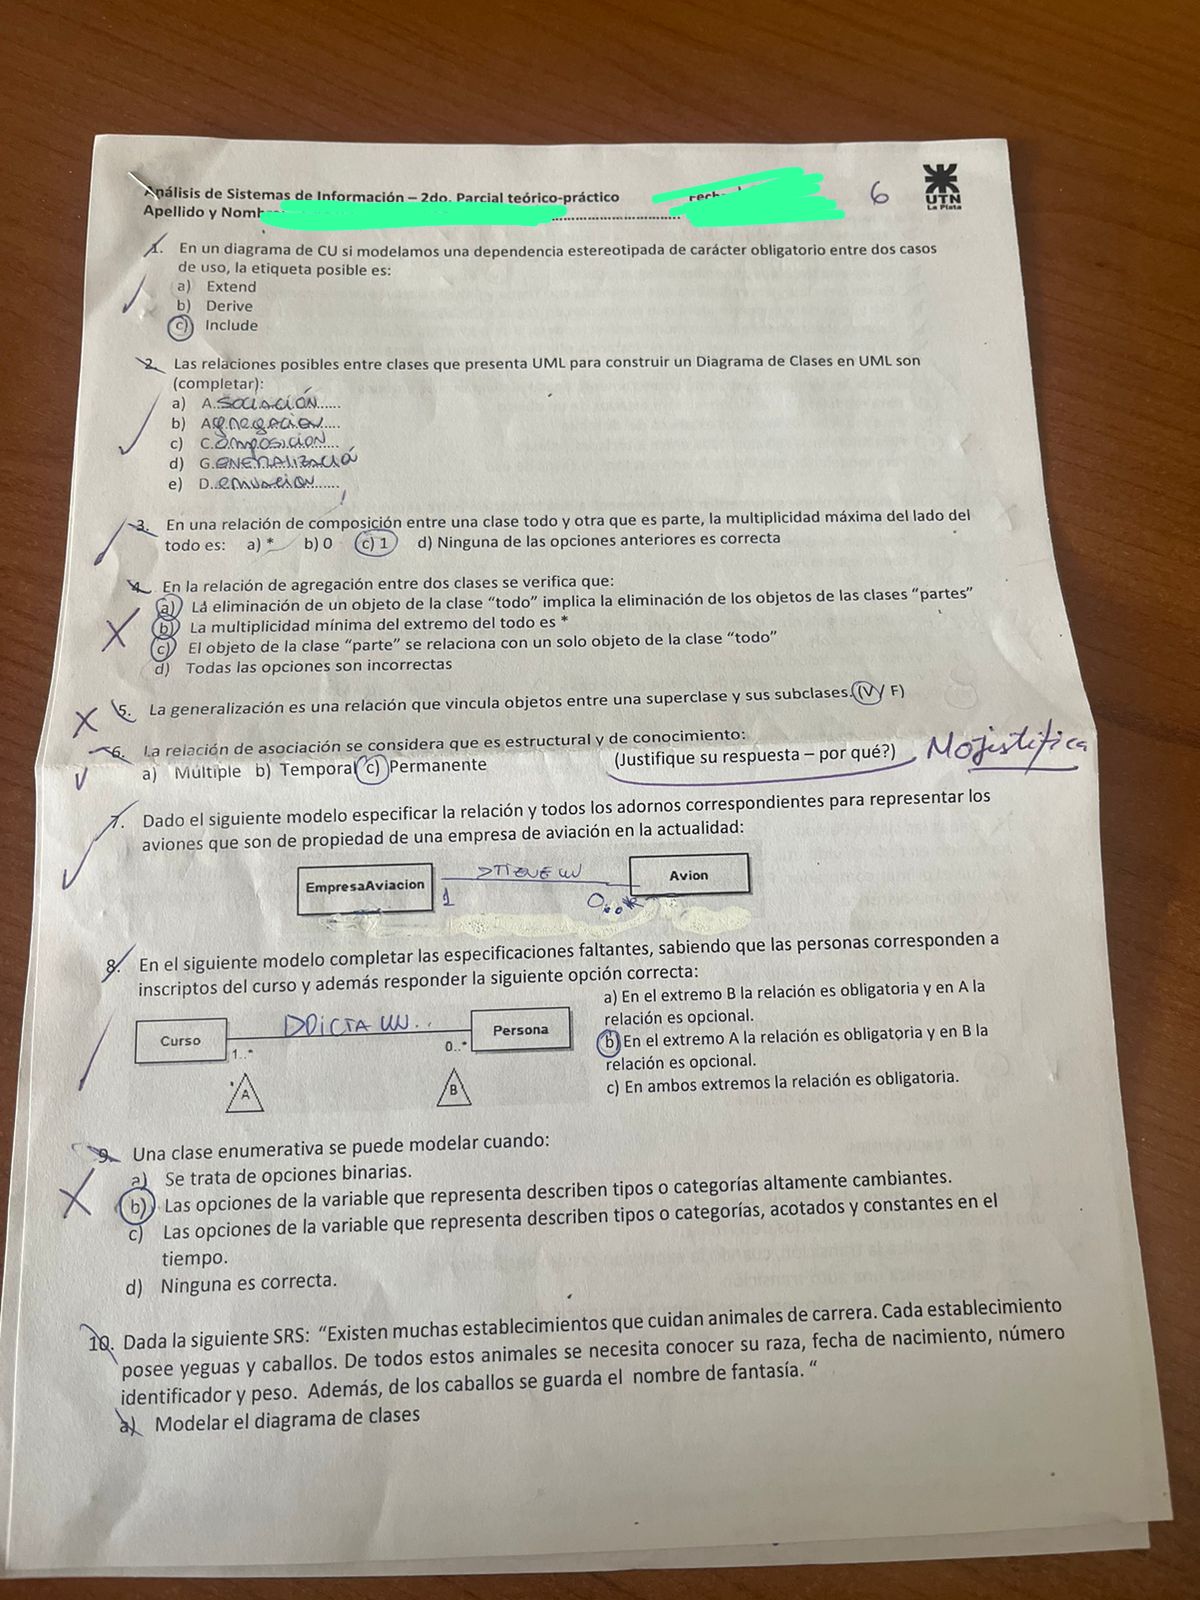 Análisis de Sistemas de Información – 2do. Parcial teórico-práctico
6
UTN
La Plata
Apellido y Nomb
1. En un diagrama de CU si modelamos una dependencia estereotipada de carácter obligatorio entre dos casos
de uso, la etiqueta posible es:
a) Extend
b) Derive
c) Include
2. Las relaciones posibles entre clases que presenta UML para construir un Diagrama de Clases en UML son
(completar):
a) A.SOCIACIÓN......
b) Agregacion....
c) C.omposicion...
d) G.ENERALIZACIÓ
e) D..........
3. En una relación de composición entre una clase todo y otra que es parte, la multiplicidad máxima del lado del
todo es: a) * b) 0 c) 1 d) Ninguna de las opciones anteriores es correcta
4. En la relación de agregación entre dos clases se verifica que:
a) La eliminación de un objeto de la clase “todo” implica la eliminación de los objetos de las clases “partes”
b) La multiplicidad mínima del extremo del todo es *
c) El objeto de la clase “parte” se relaciona con un solo objeto de la clase “todo”
d) Todas las opciones son incorrectas
5. La generalización es una relación que vincula objetos entre una superclase y sus subclases. (V/ F)
6. La relación de asociación se considera que es estructural y de conocimiento:
a) Múltiple b) Temporal c) Permanente (Justifique su respuesta – por qué?) No justifica
7. Dado el siguiente modelo especificar la relación y todos los adornos correspondientes para representar los
aviones que son de propiedad de una empresa de aviación en la actualidad:
EmpresaAviacion >TIENE UN Avion
1 0..*
8. En el siguiente modelo completar las especificaciones faltantes, sabiendo que las personas corresponden a
inscriptos del curso y además responder la siguiente opción correcta:
Curso DICTA UN.. Persona
1..* 0..*
A B
a) En el extremo B la relación es obligatoria y en A la
relación es opcional.
b) En el extremo A la relación es obligatoria y en B la
relación es opcional.
c) En ambos extremos la relación es obligatoria.
9. Una clase enumerativa se puede modelar cuando:
a) Se trata de opciones binarias.
b) Las opciones de la variable que representa describen tipos o categorías altamente cambiantes.
c) Las opciones de la variable que representa describen tipos o categorías, acotados y constantes en el
tiempo.
d) Ninguna es correcta.
10. Dada la siguiente SRS: “Existen muchas establecimientos que cuidan animales de carrera. Cada establecimiento
posee yeguas y caballos. De todos estos animales se necesita conocer su raza, fecha de nacimiento, número
identificador y peso. Además, de los caballos se guarda el nombre de fantasía. “
a) Modelar el diagrama de clases